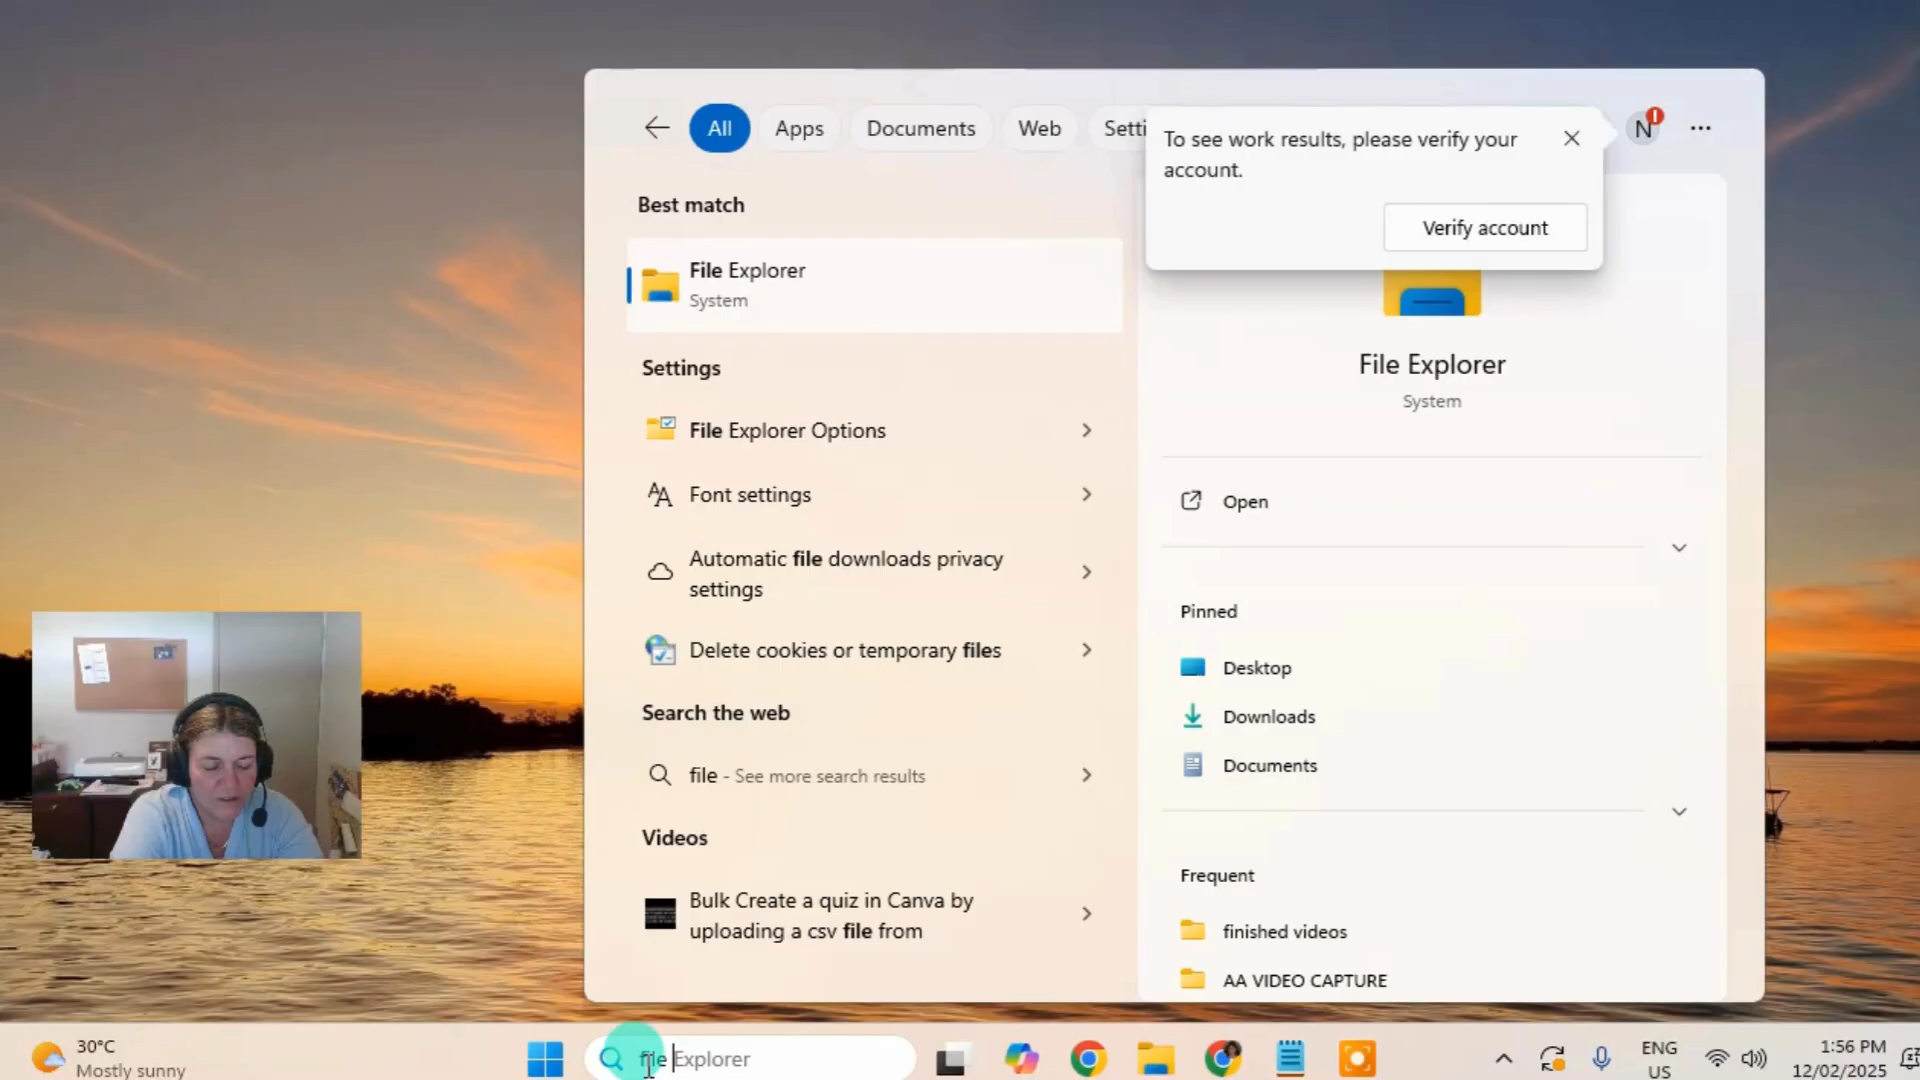 All
Apps
Documents
Web
Setti
To see work results, please verify your
account.
Verify account
N
Best match
File Explorer
System
Settings
File Explorer Options
Font settings
Automatic file downloads privacy
settings
Delete cookies or temporary files
Search the web
file - See more search results
Videos
Bulk Create a quiz in Canva by
uploading a csv file from
File Explorer
System
Open
Pinned
Desktop
Downloads
Documents
Frequent
finished videos
AA VIDEO CAPTURE
30°C
Mostly sunny
file Explorer
ENG
US
1:56 PM
12/02/2025